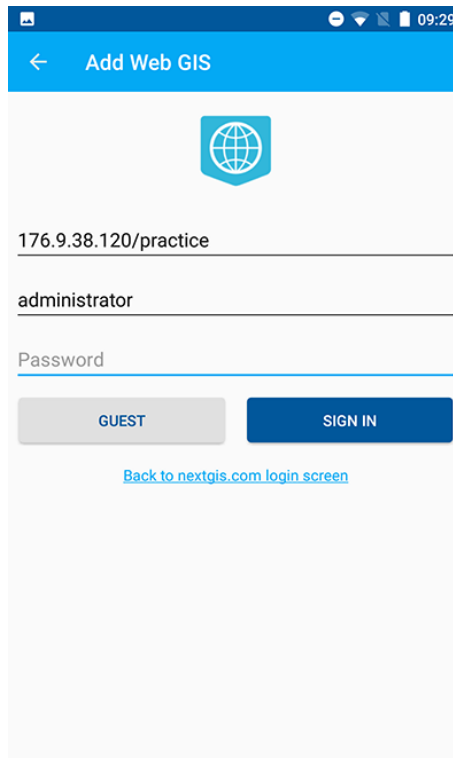 09:29
Add Web GIS
176.9.38.120/practice
administrator
Password
GUEST
SIGN IN
Back to nextgis.com login screen